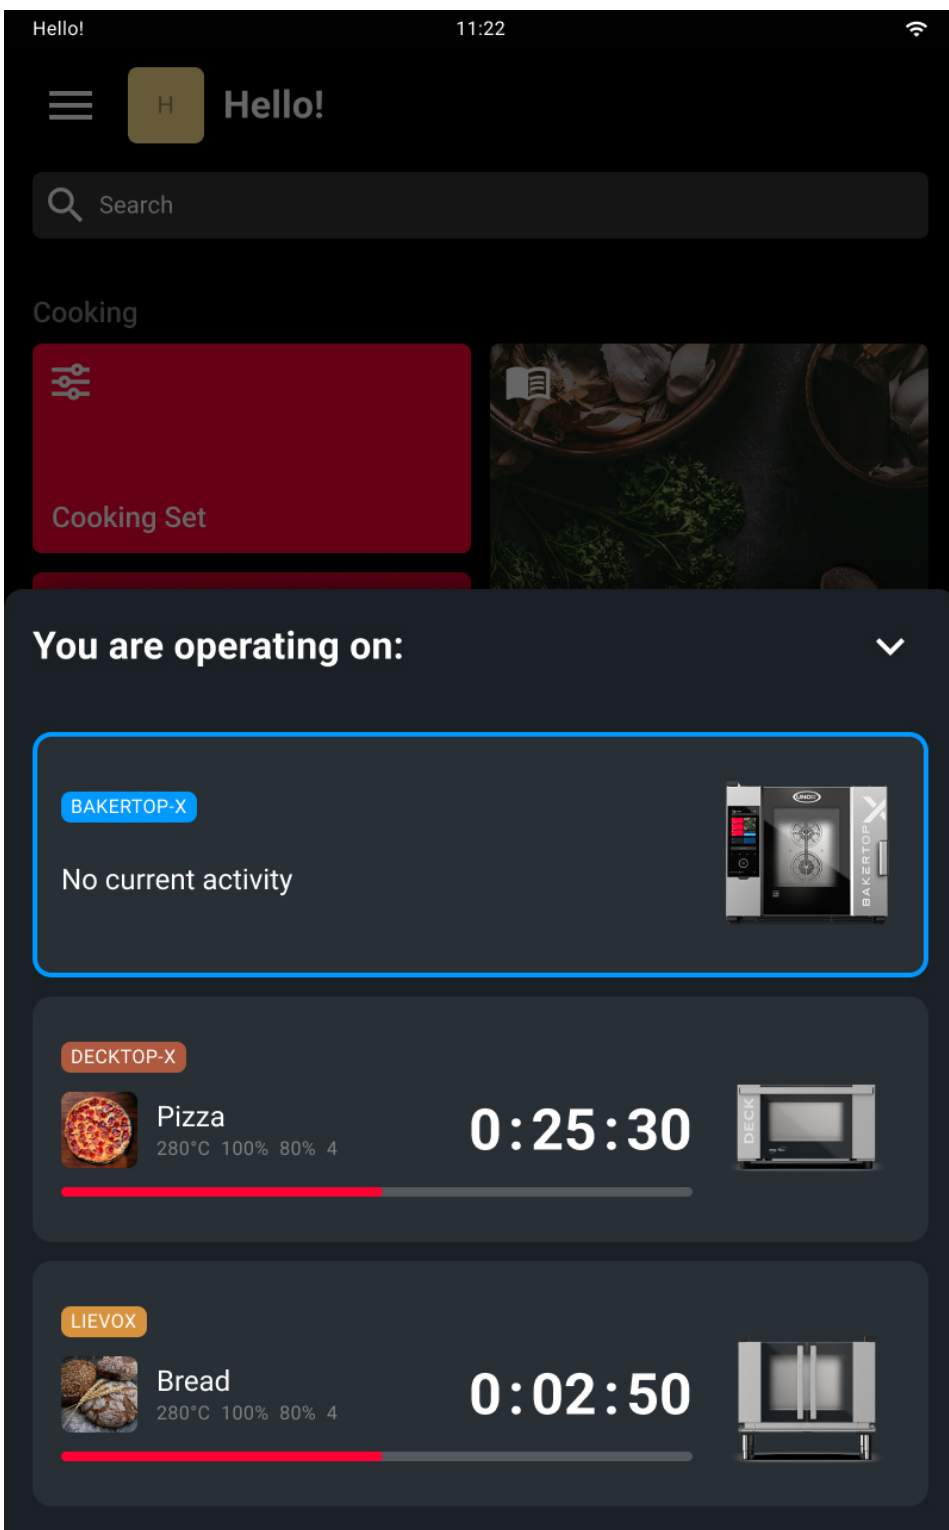 Hello!
11:22
H
Hello!
Search
Cooking
Cooking Set
You are operating on:
BAKERTOP-X
No current activity
UNOX
BAKERTOP
DECKTOP-X
Pizza
280°C 100% 80% 4
0:25:30
DECK
LIEVOX
Bread
280°C 100% 80% 4
0:02:50